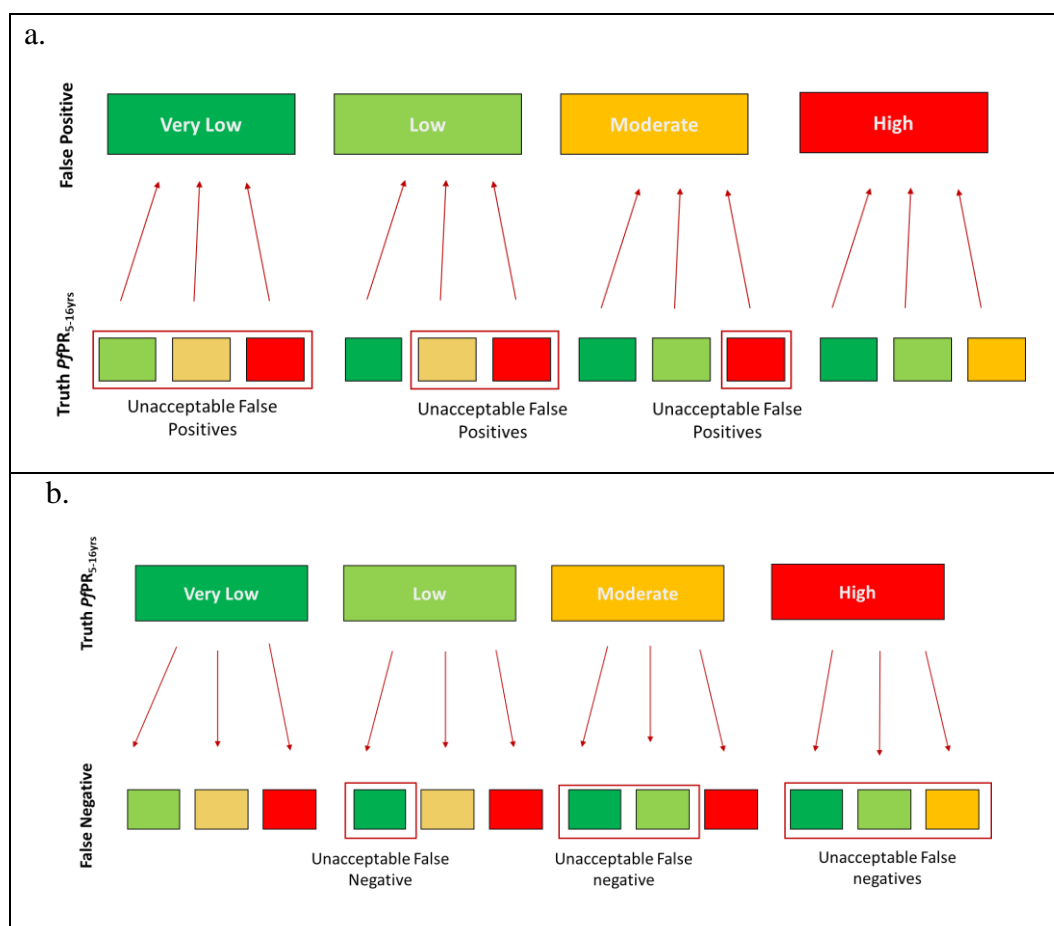 a.
False Positive
Very Low
Low
Moderate
High
Truth PfPR5-16yrs
Unacceptable False
Positives
Unacceptable False
Positives
Unacceptable False
Positives
b.
Truth PfPR5-16yrs
Very Low
Low
Moderate
High
False Negative
Unacceptable False
Negative
Unacceptable False
negative
Unacceptable False
negatives